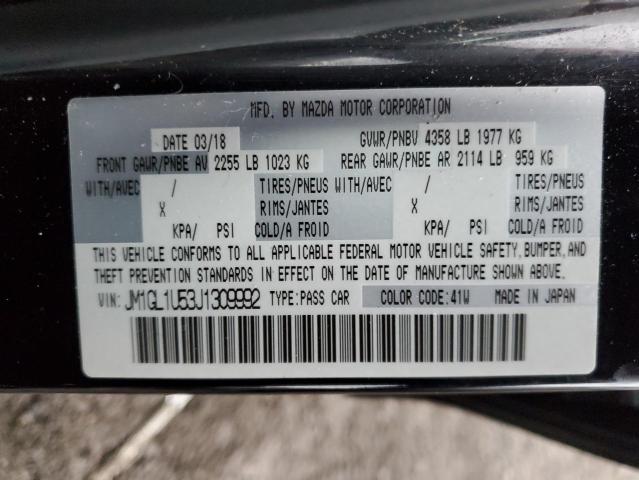 MFD. BY MAZDA MOTOR CORPORATION
DATE 03/18 GVWR/PNBV 4358 LB 1977 KG
FRONT GAWR/PNBE AV 2255 LB 1023 KG REAR GAWR/PNBE AR 2114 LB 959 KG
WITH/AVEC / TIRES/PNEUS WITH/AVEC / TIRES/PNEUS
X RIMS/JANTES X RIMS/JANTES
KPA/ PSI COLD/A FROID KPA/ PSI COLD/A FROID
THIS VEHICLE CONFORMS TO ALL APPLICABLE FEDERAL MOTOR VEHICLE SAFETY, BUMPER, AND
THEFT PREVENTION STANDARDS IN EFFECT ON THE DATE OF MANUFACTURE SHOWN ABOVE.
VIN: JM1GL1U53J1309992 TYPE: PASS CAR COLOR CODE: 41W MADE IN JAPAN